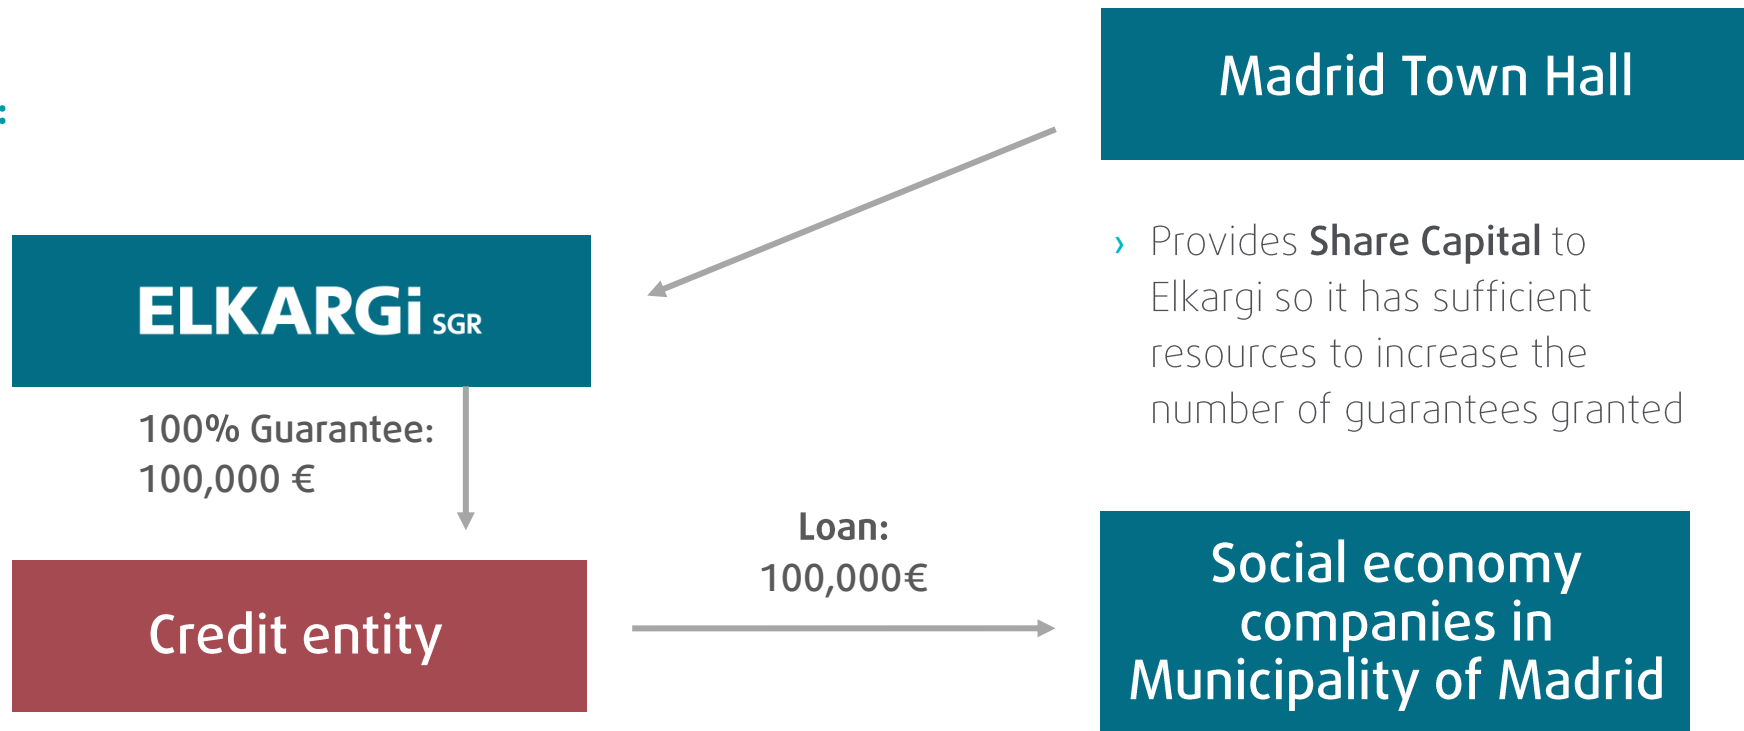 :
Madrid Town Hall
› Provides Share Capital to
Elkargi so it has sufficient
resources to increase the
number of guarantees granted
ELKARGi SGR
100% Guarantee:
100,000 €
Credit entity
Loan:
100,000€
Social economy
companies in
Municipality of Madrid